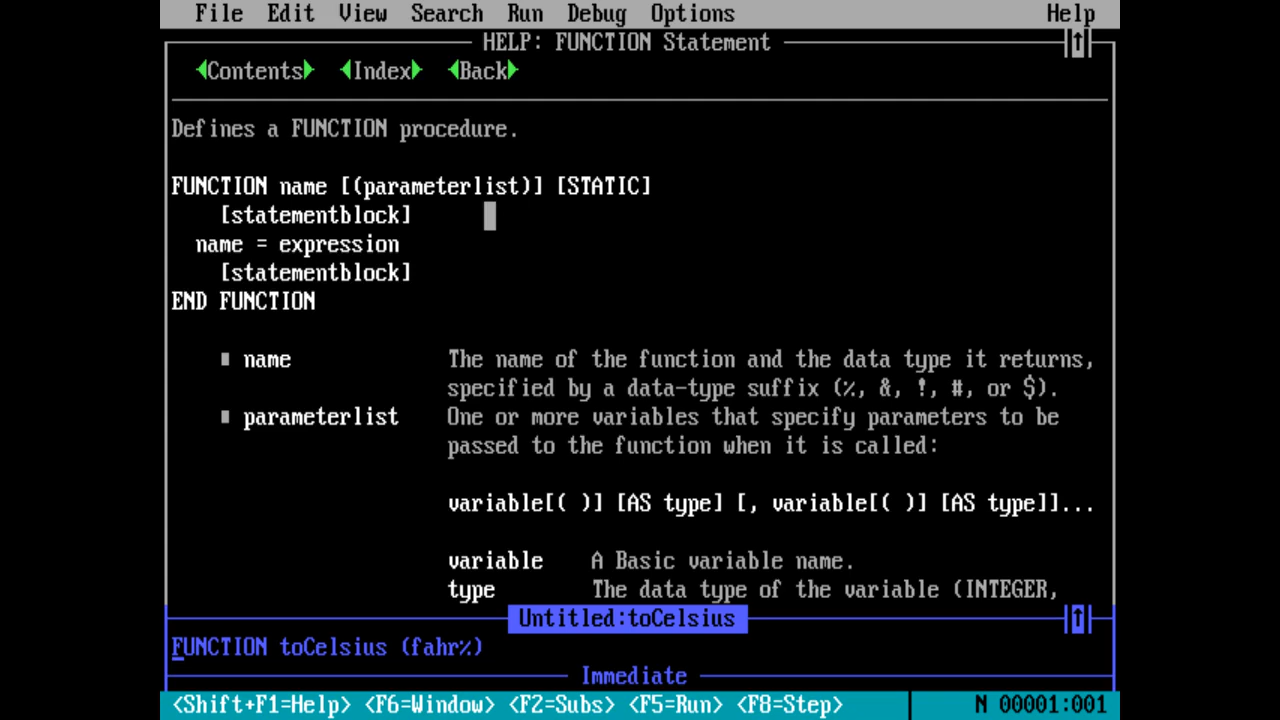 File Edit View Search Run Debug Options Help
HELP: FUNCTION Statement ↑
◄Contents► ◄Index► ◄Back►
Defines a FUNCTION procedure.
FUNCTION name [(parameterlist)] [STATIC]
[statementblock]
name = expression
[statementblock]
END FUNCTION
name The name of the function and the data type it returns,
specified by a data-type suffix (%, &, !, #, or $).
parameterlist One or more variables that specify parameters to be
passed to the function when it is called:
variable[( )] [AS type] [, variable[( )] [AS type]]...
variable A Basic variable name.
type The data type of the variable (INTEGER,
Untitled:toCelsius ↑
FUNCTION toCelsius (fahr%)
Immediate
<Shift+F1=Help> <F6=Window> <F2=Subs> <F5=Run> <F8=Step> N 00001:001